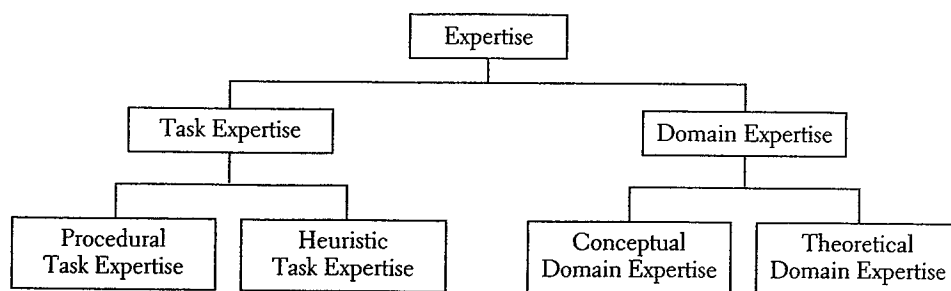 Expertise
Task Expertise
Domain Expertise
Procedural
Task Expertise
Heuristic
Task Expertise
Conceptual
Domain Expertise
Theoretical
Domain Expertise